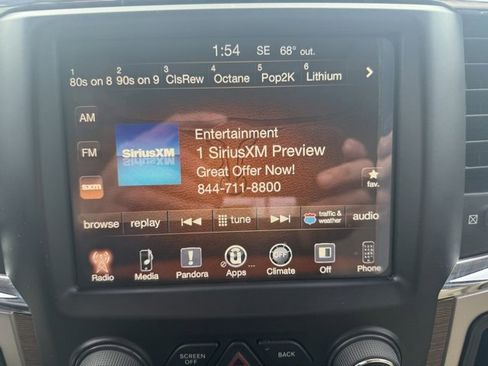 1:54 SE 68° out.
1 2 3 4 5 6
80s on 8 90s on 9 ClsRew Octane Pop2K Lithium
AM
FM
sxm
SiriusXM
Entertainment
1 SiriusXM Preview
Great Offer Now!
844-711-8800
fav.
browse replay tune traffic & weather audio
Radio Media Pandora Apps Climate Off Phone
OFF
SCREEN OFF
BACK